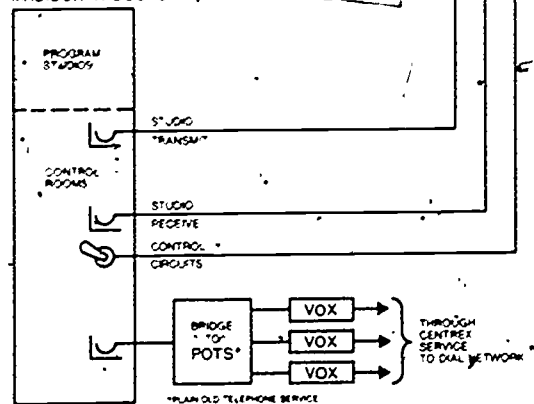 PROGRAM
STUDIOS
STUDIO
TRANSMIT
CONTROL
ROOMS
STUDIO
RECEIVE
CONTROL
CIRCUITS
BRIDGE
"TO"
POTS*
VOX
VOX
VOX
THROUGH
CENTREX
SERVICE
TO DIAL NETWORK
*PLAIN OLD TELEPHONE SERVICE